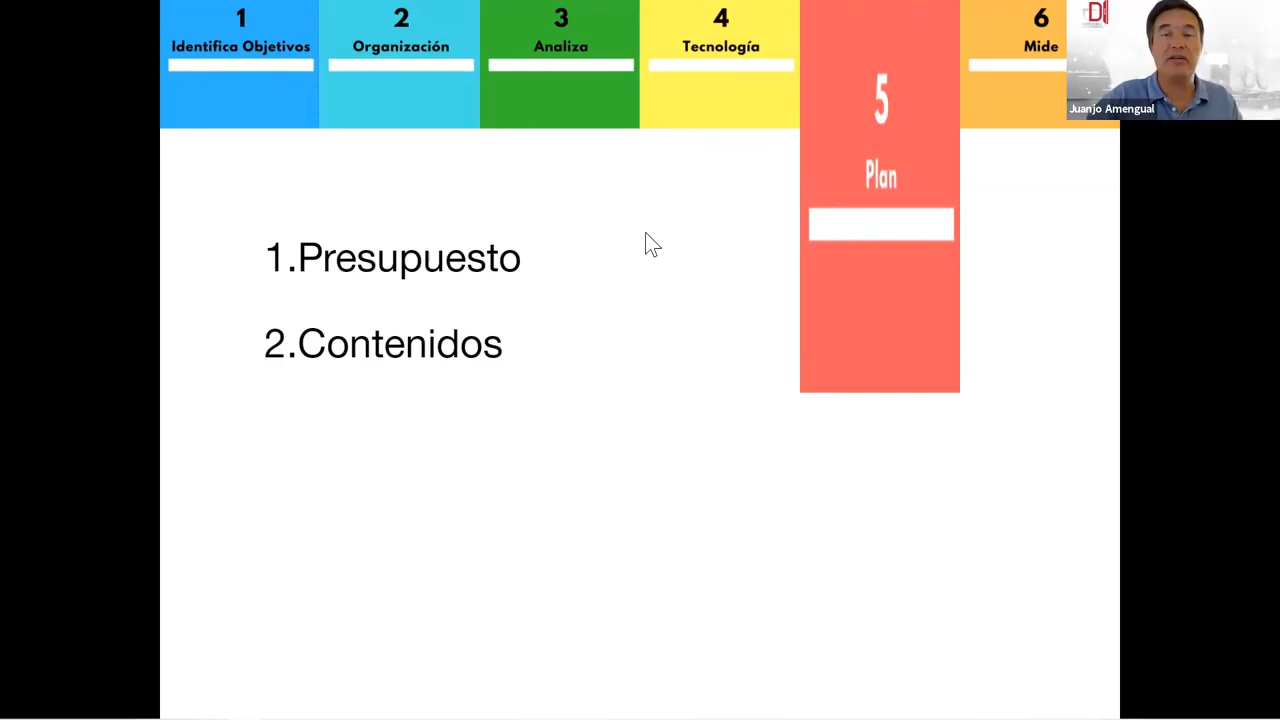 1
2
3
4
6
Identifica Objetivos
Organización
Analiza
Tecnología
Mide
5
Plan
Juanjo Amengual
1.Presupuesto
2.Contenidos